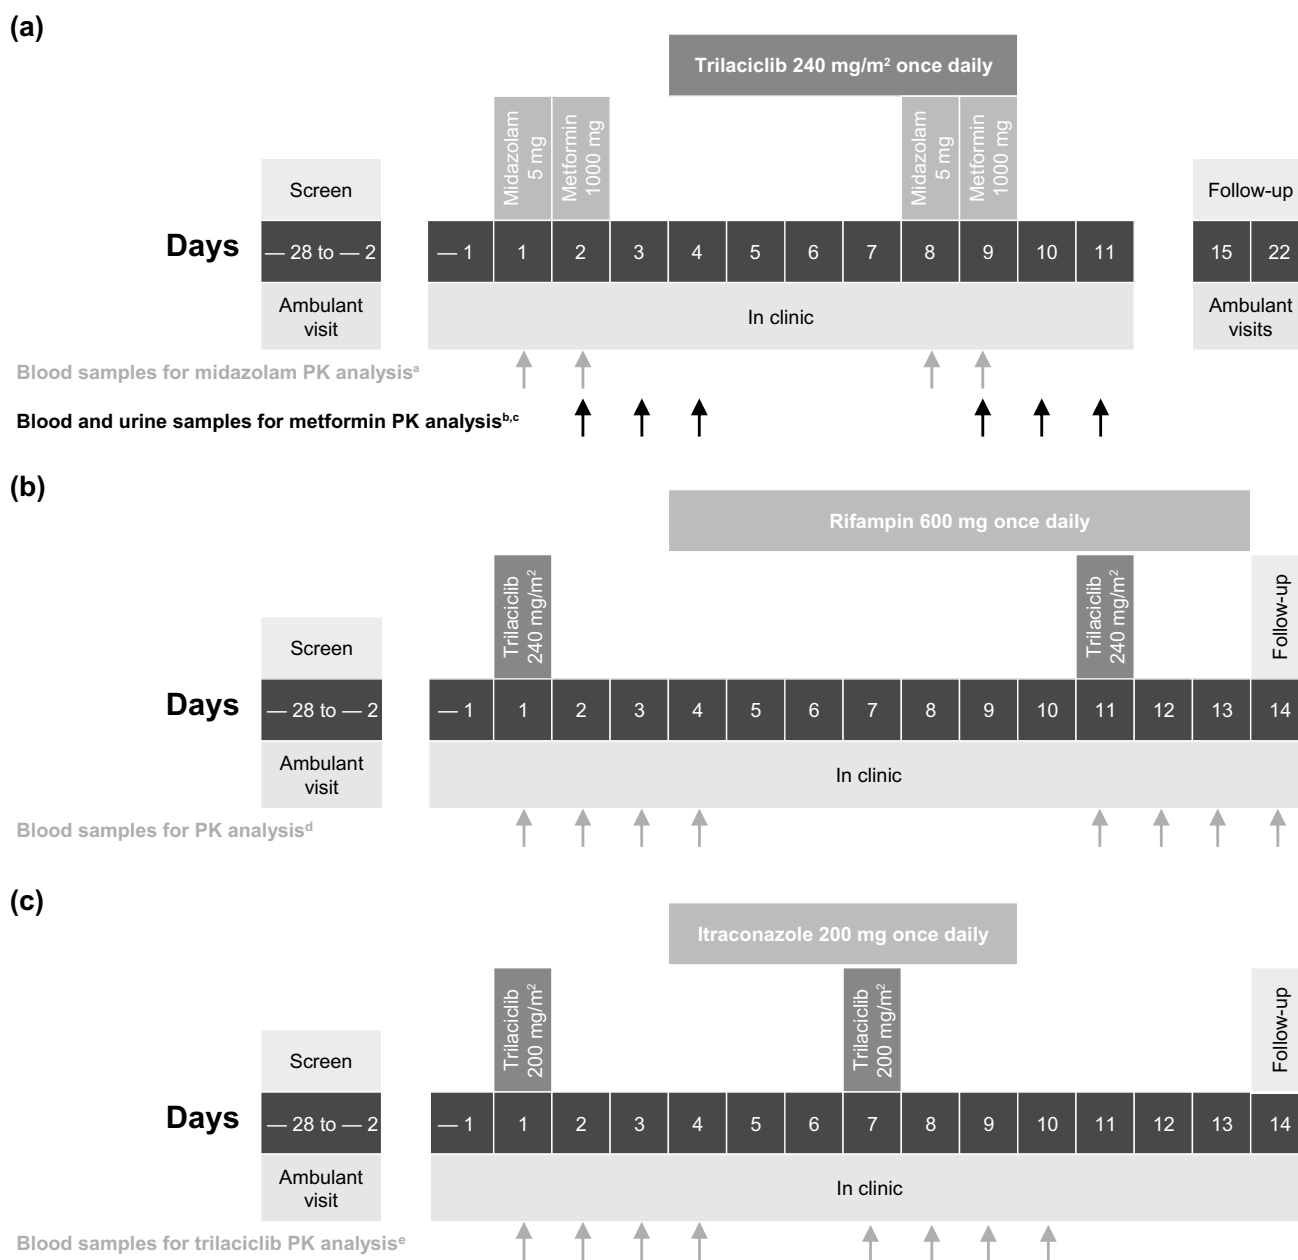 (a)
Trilaciclib 240 mg/m² once daily
Midazolam
5 mg
Metformin
1000 mg
Midazolam
5 mg
Metformin
1000 mg
Screen
Follow-up
Days
— 28 to — 2
— 1 1 2 3 4 5 6 7 8 9 10 11
15 22
Ambulant
visit
In clinic
Ambulant
visits
Blood samples for midazolam PK analysisᵃ
Blood and urine samples for metformin PK analysisᵇ,ᶜ
(b)
Rifampin 600 mg once daily
Trilaciclib
240 mg/m²
Trilaciclib
240 mg/m²
Follow-up
Screen
Days
— 28 to — 2
— 1 1 2 3 4 5 6 7 8 9 10 11 12 13 14
Ambulant
visit
In clinic
Blood samples for PK analysisᵈ
(c)
Itraconazole 200 mg once daily
Trilaciclib
200 mg/m²
Trilaciclib
200 mg/m²
Follow-up
Screen
Days
— 28 to — 2
— 1 1 2 3 4 5 6 7 8 9 10 11 12 13 14
Ambulant
visit
In clinic
Blood samples for trilaciclib PK analysisᵉ